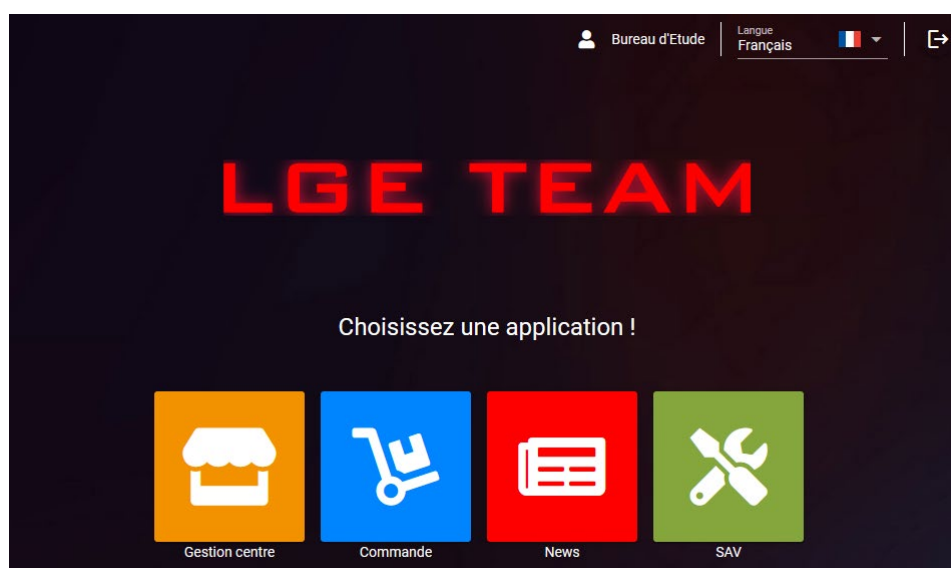 Bureau d'Etude
Langue
Français
LGE TEAM
Choisissez une application !
Gestion centre
Commande
News
SAV